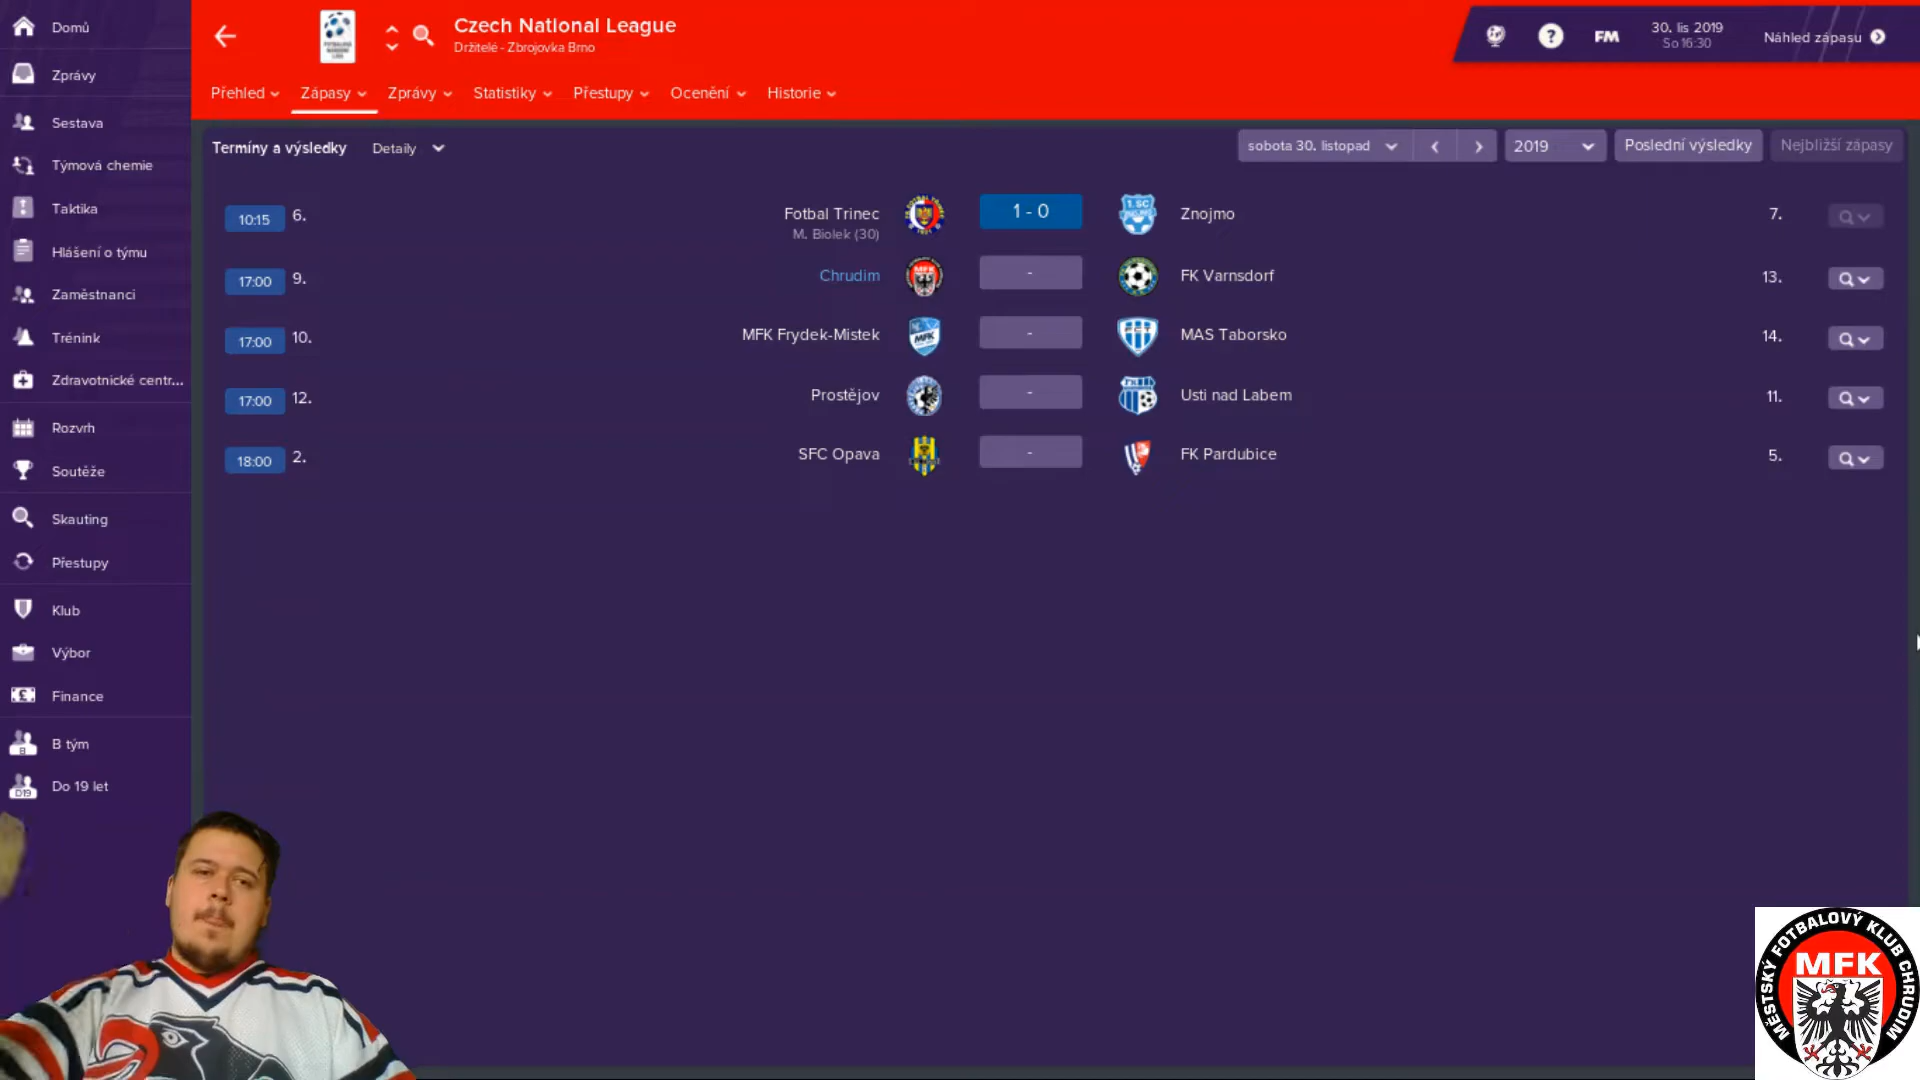 Domů
Zprávy
Sestava
Týmová chemie
Taktika
Hlášení o týmu
Zaměstnanci
Trénink
Zdravotnické centr...
Rozvrh
Soutěže
Skauting
Přestupy
Klub
Výbor
Finance
B tým
Do 19 let
Czech National League
Držitelé - Zbrojovka Brno
FM
30. lis 2019
So 16:30
Náhled zápasu
Přehled
Zápasy
Zprávy
Statistiky
Přestupy
Ocenění
Historie
Termíny a výsledky
Detaily
sobota 30. listopad
2019
Poslední výsledky
Nejbližší zápasy
10:15 6. Fotbal Trinec 1 - 0 Znojmo 7.
M. Biolek (30)
17:00 9. Chrudim - FK Varnsdorf 13.
17:00 10. MFK Frydek-Mistek - MAS Taborsko 14.
17:00 12. Prostějov - Usti nad Labem 11.
18:00 2. SFC Opava - FK Pardubice 5.
MĚSTSKÝ FOTBALOVÝ KLUB CHRUDIM
MFK